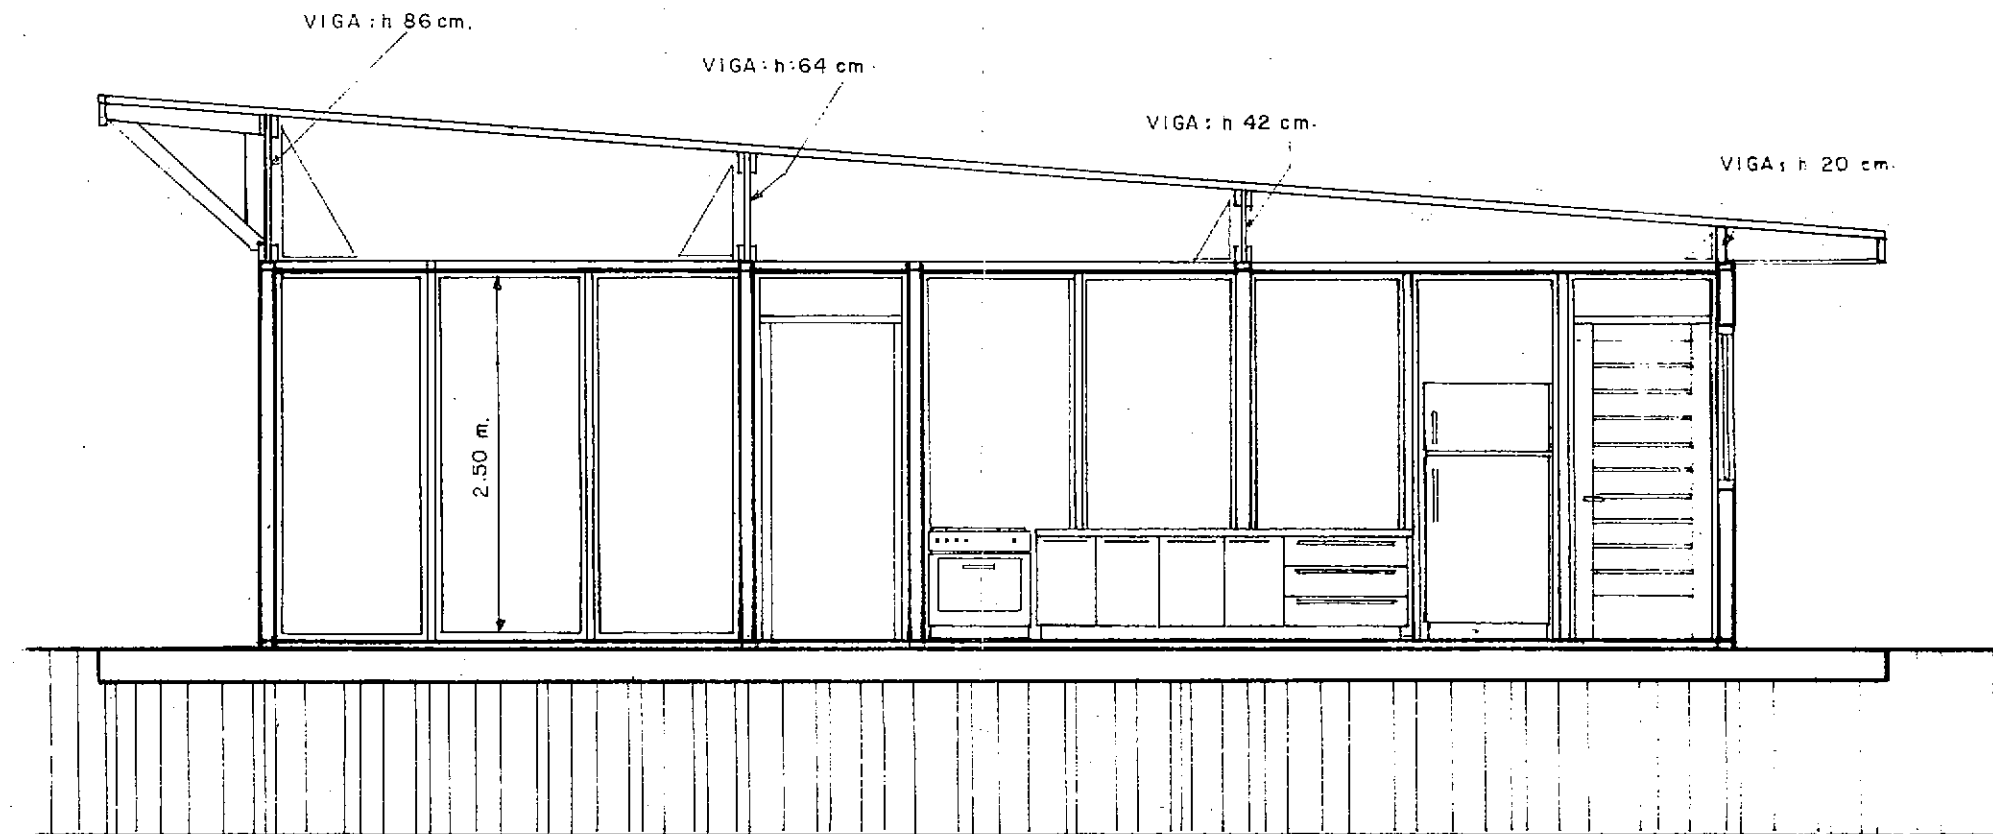 VIGA: h 86 cm.
VIGA: h:64 cm.
VIGA: h 42 cm.
VIGA: h 20 cm.
2.50 m.